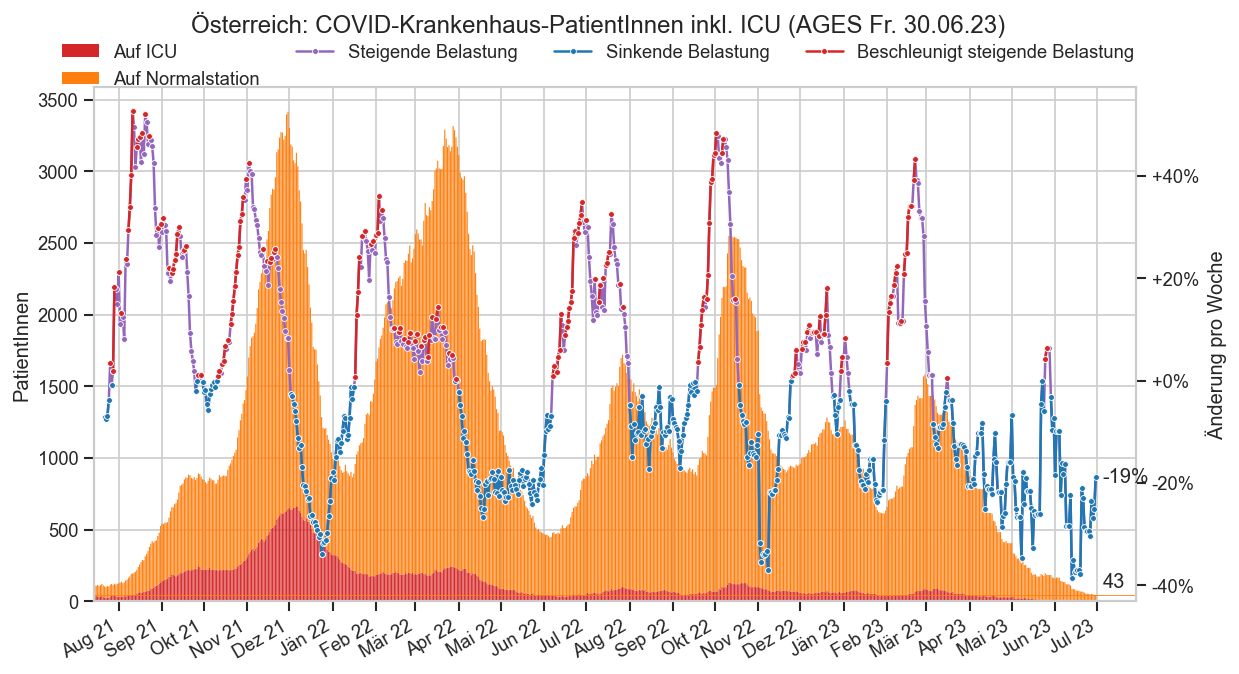 Österreich: COVID-Krankenhaus-PatientInnen inkl. ICU (AGES Fr. 30.06.23)
Auf ICU
Auf Normalstation
Steigende Belastung
Sinkende Belastung
Beschleunigt steigende Belastung
PatientInnen
3500
3000
2500
2000
1500
1000
500
0
Änderung pro Woche
+40%
+20%
+0%
-20%
-40%
-19%
43
Aug 21
Sep 21
Okt 21
Nov 21
Dez 21
Jän 22
Feb 22
Mär 22
Apr 22
Mai 22
Jun 22
Jul 22
Aug 22
Sep 22
Okt 22
Nov 22
Dez 22
Jän 23
Feb 23
Mär 23
Apr 23
Mai 23
Jun 23
Jul 23